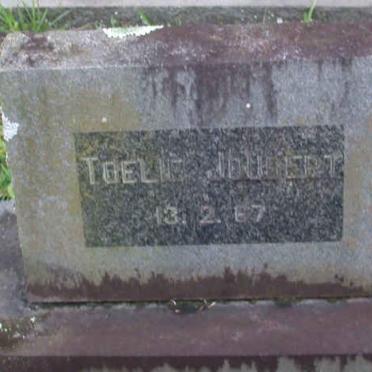 TOELIE JOUBERT
13. 2. 67